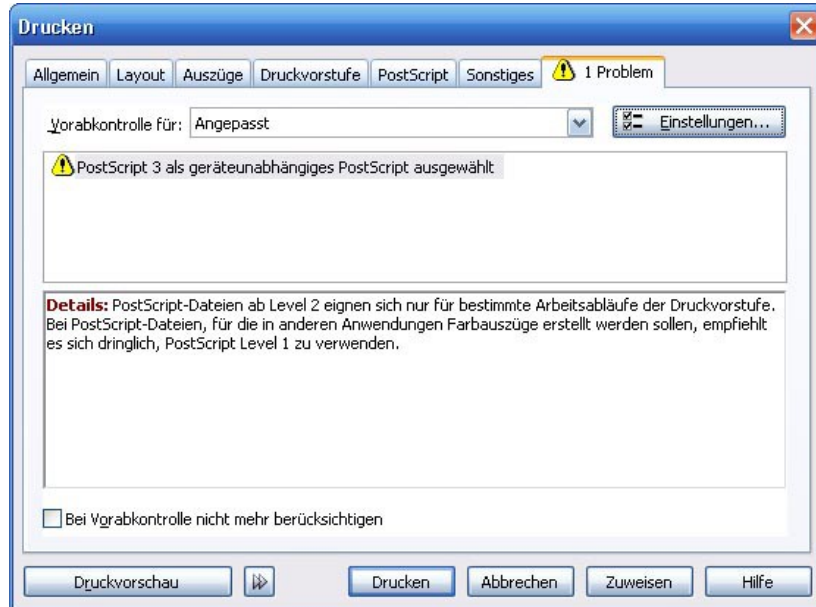 Drucken
Allgemein Layout Auszüge Druckvorstufe PostScript Sonstiges 1 Problem
Vorabkontrolle für: Angepasst Einstellungen...
PostScript 3 als geräteunabhängiges PostScript ausgewählt
Details: PostScript-Dateien ab Level 2 eignen sich nur für bestimmte Arbeitsabläufe der Druckvorstufe.
Bei PostScript-Dateien, für die in anderen Anwendungen Farbauszüge erstellt werden sollen, empfiehlt
es sich dringlich, PostScript Level 1 zu verwenden.
Bei Vorabkontrolle nicht mehr berücksichtigen
Druckvorschau Drucken Abbrechen Zuweisen Hilfe